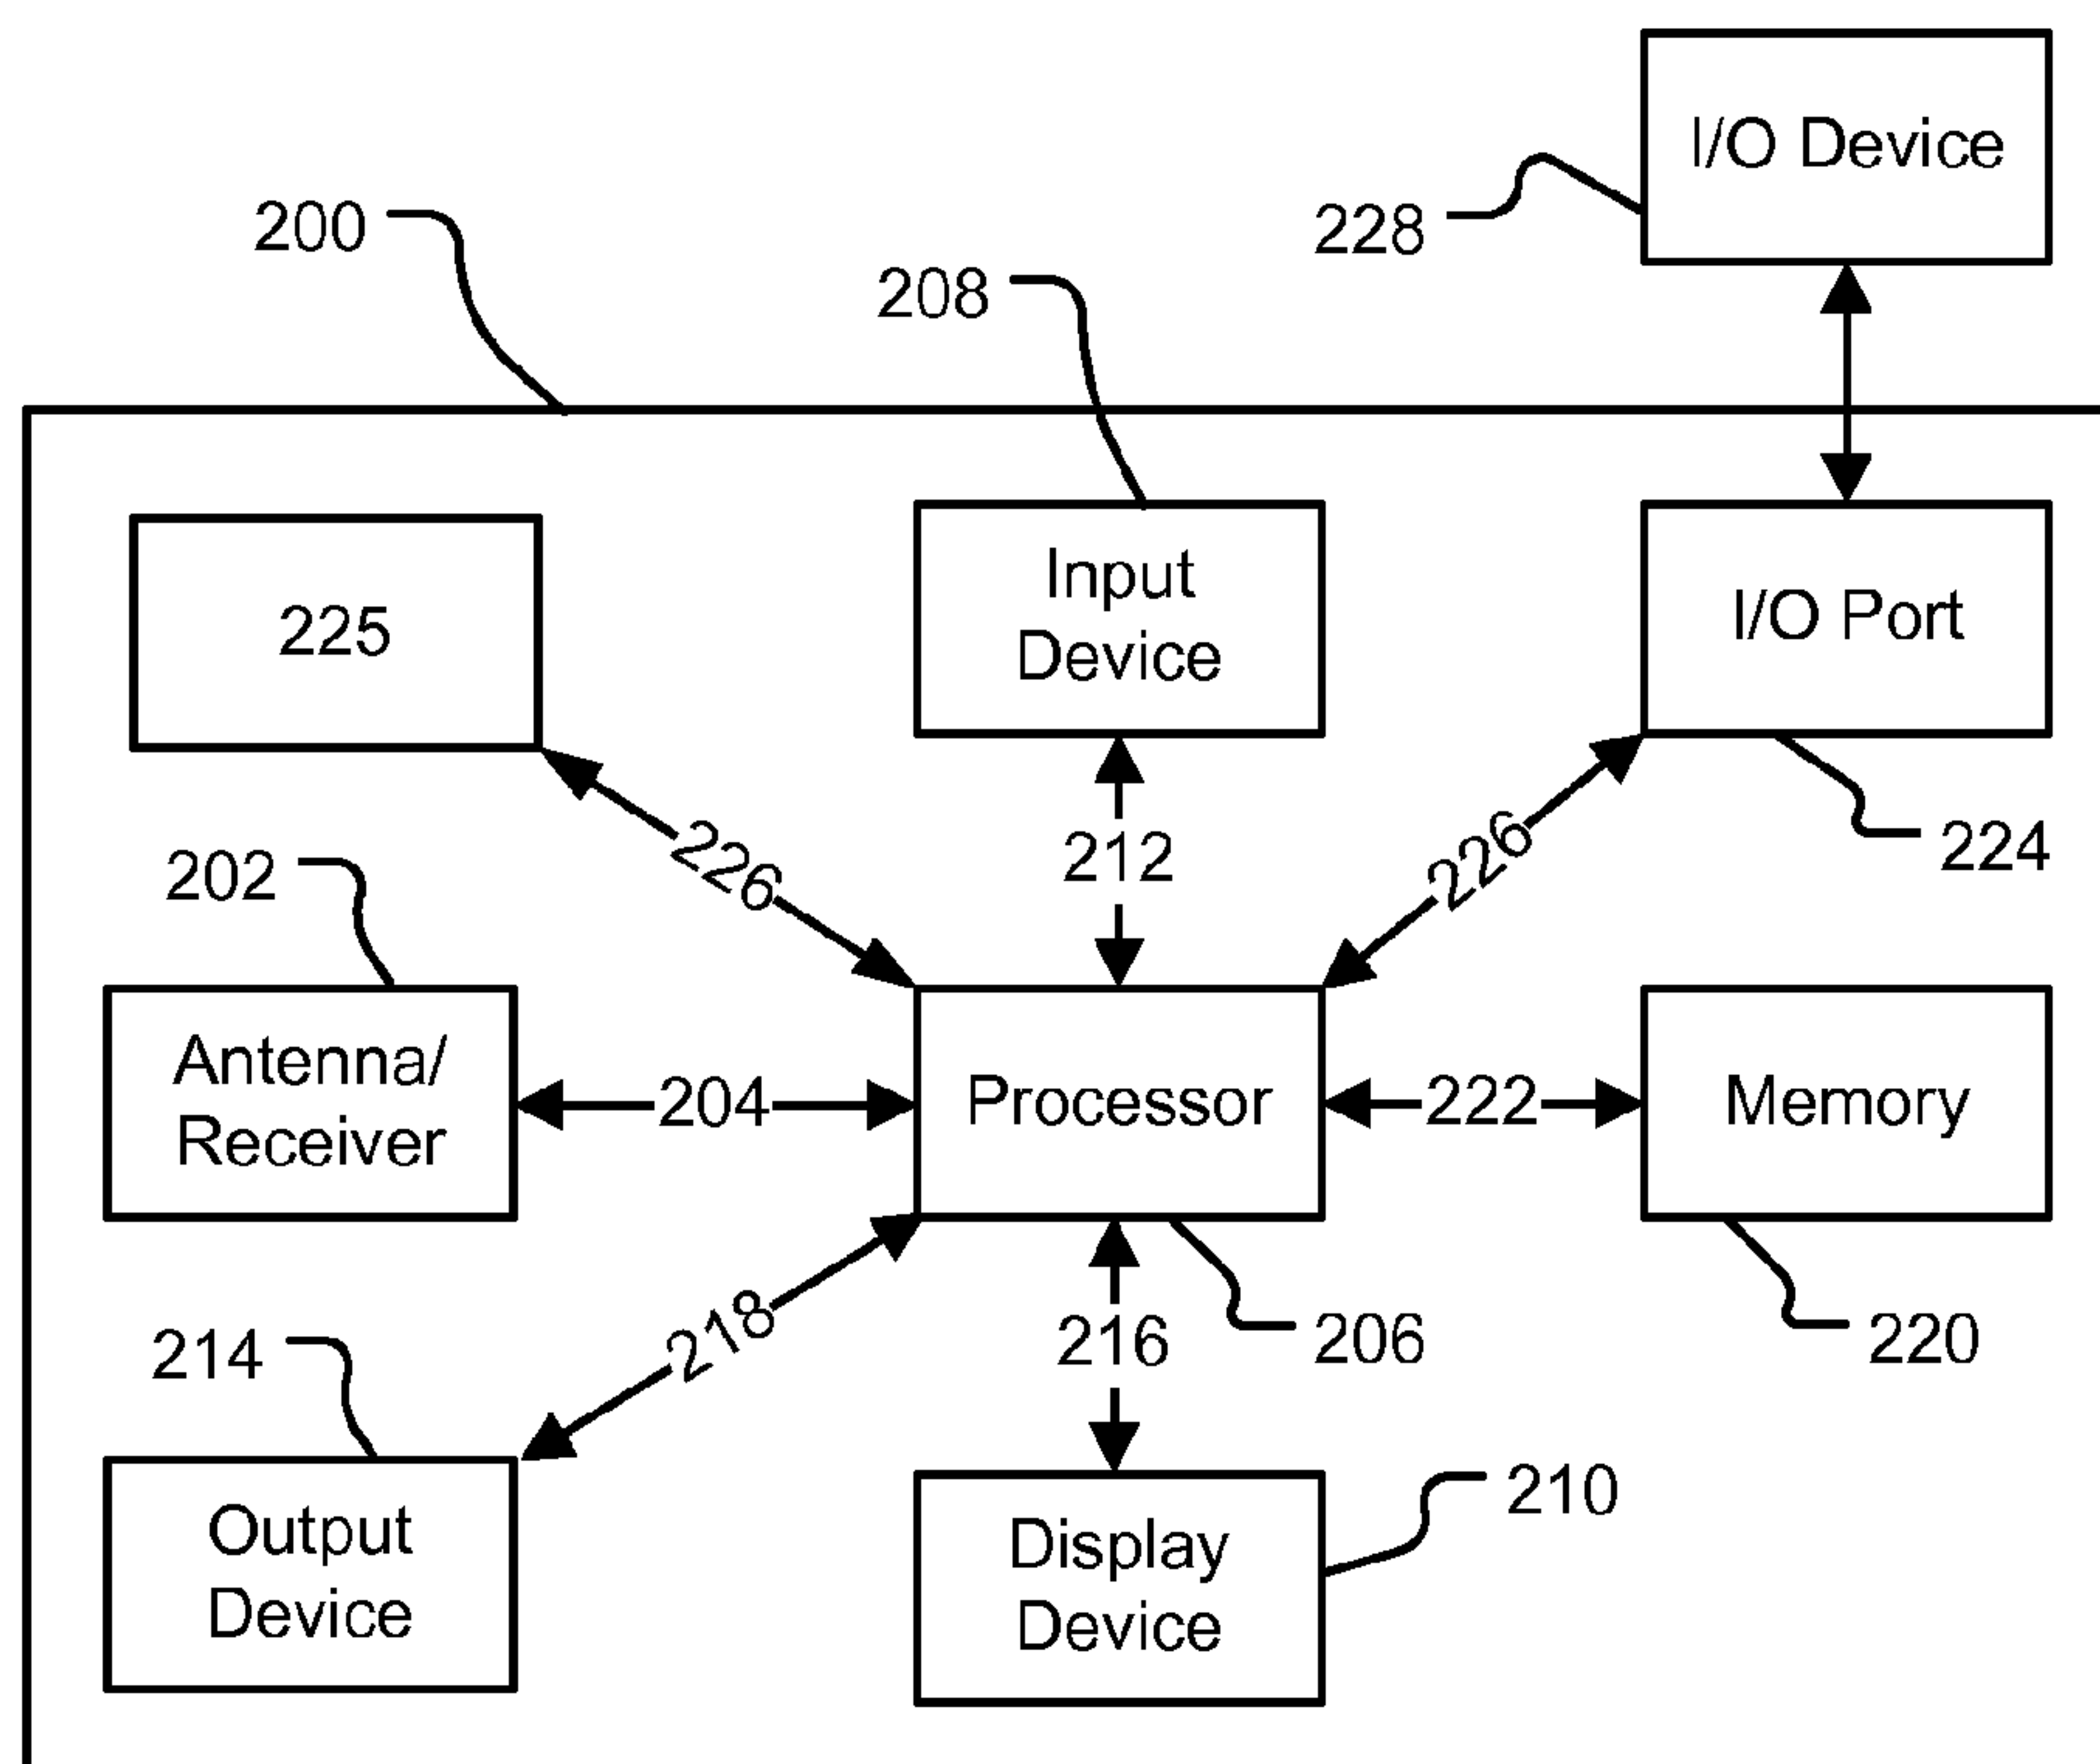 I/O Device
228
200
208
225
Input
Device
I/O Port
226
212
226
224
202
Antenna/
Receiver
204
Processor
222
Memory
218
216
206
220
214
Output
Device
Display
Device
210